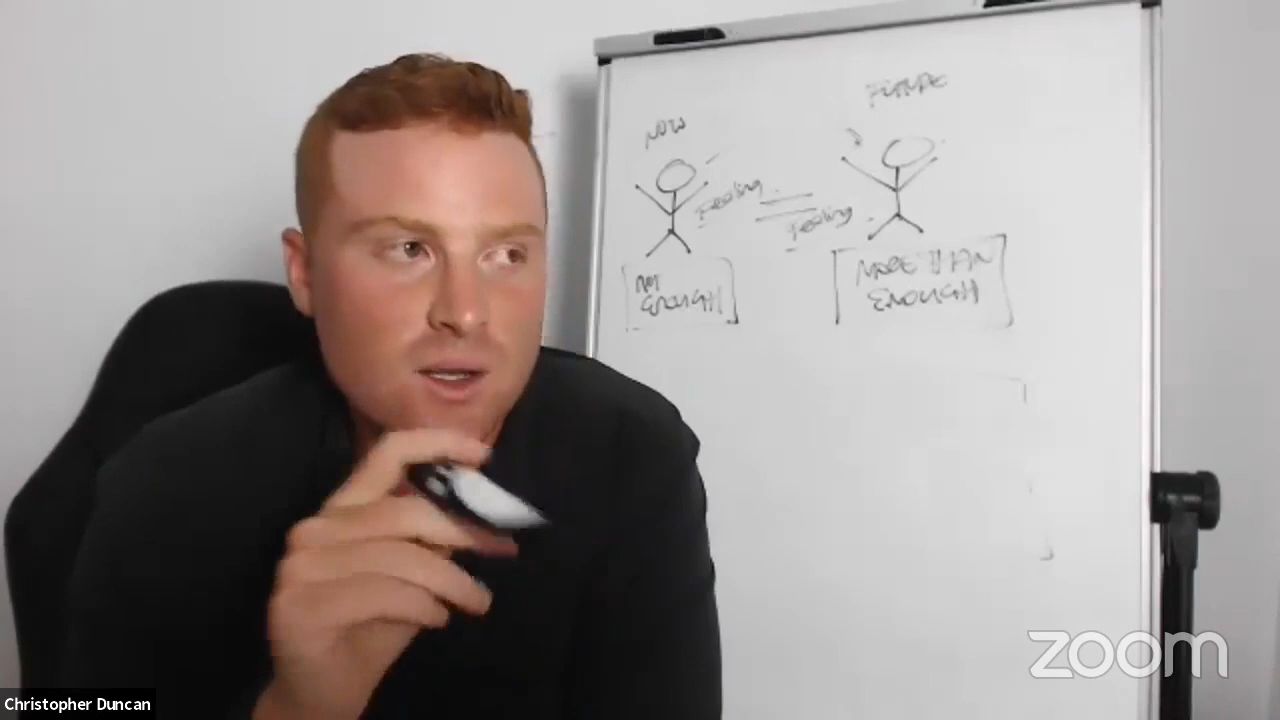 FUTURE
NOW
Feeling
Feeling
NOT
ENOUGH
MORE THAN
ENOUGH
zoom
Christopher Duncan